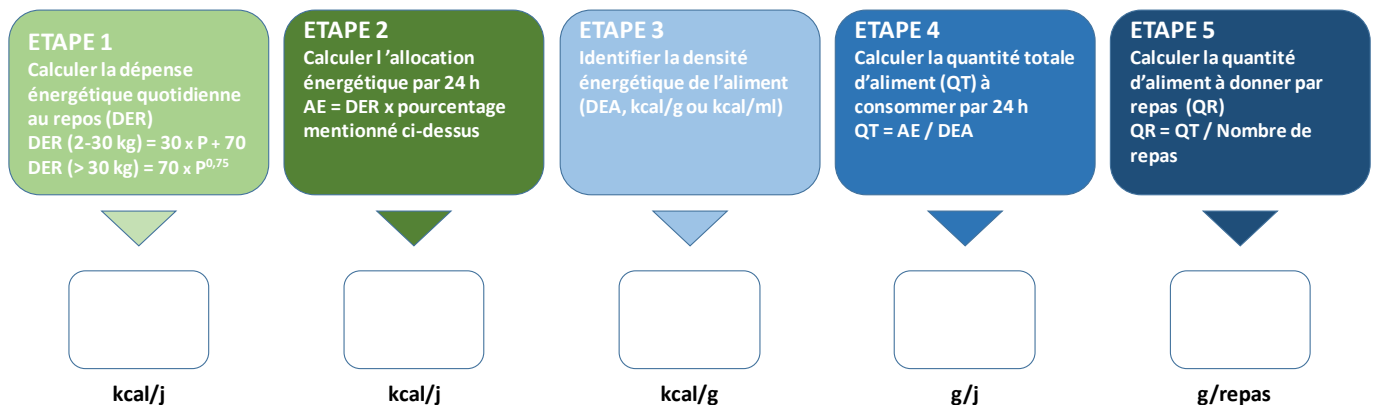 ETAPE 1
Calculer la dépense
énergétique quotidienne
au repos (DER)
DER (2-30 kg) = 30 x P + 70
DER (> 30 kg) = 70 x P^0,75
ETAPE 2
Calculer l ’allocation
énergétique par 24 h
AE = DER x pourcentage
mentionné ci-dessus
ETAPE 3
Identifier la densité
énergétique de l’aliment
(DEA, kcal/g ou kcal/ml)
ETAPE 4
Calculer la quantité totale
d’aliment (QT) à
consommer par 24 h
QT = AE / DEA
ETAPE 5
Calculer la quantité
d’aliment à donner par
repas (QR)
QR = QT / Nombre de
repas
kcal/j
kcal/j
kcal/g
g/j
g/repas